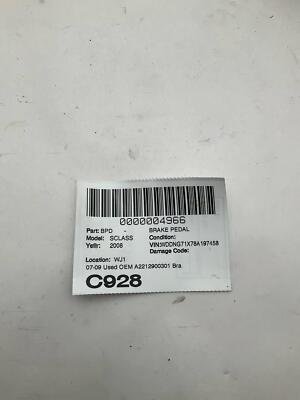 0000004966
Part: BPD - BRAKE PEDAL
Model: SCLASS Condition:
YeRr: 2008 VIN:WDDNG71X78A197458
Damage Code:
Location: WJ1
07-09 Used OEM A2212900301 Bra
C928